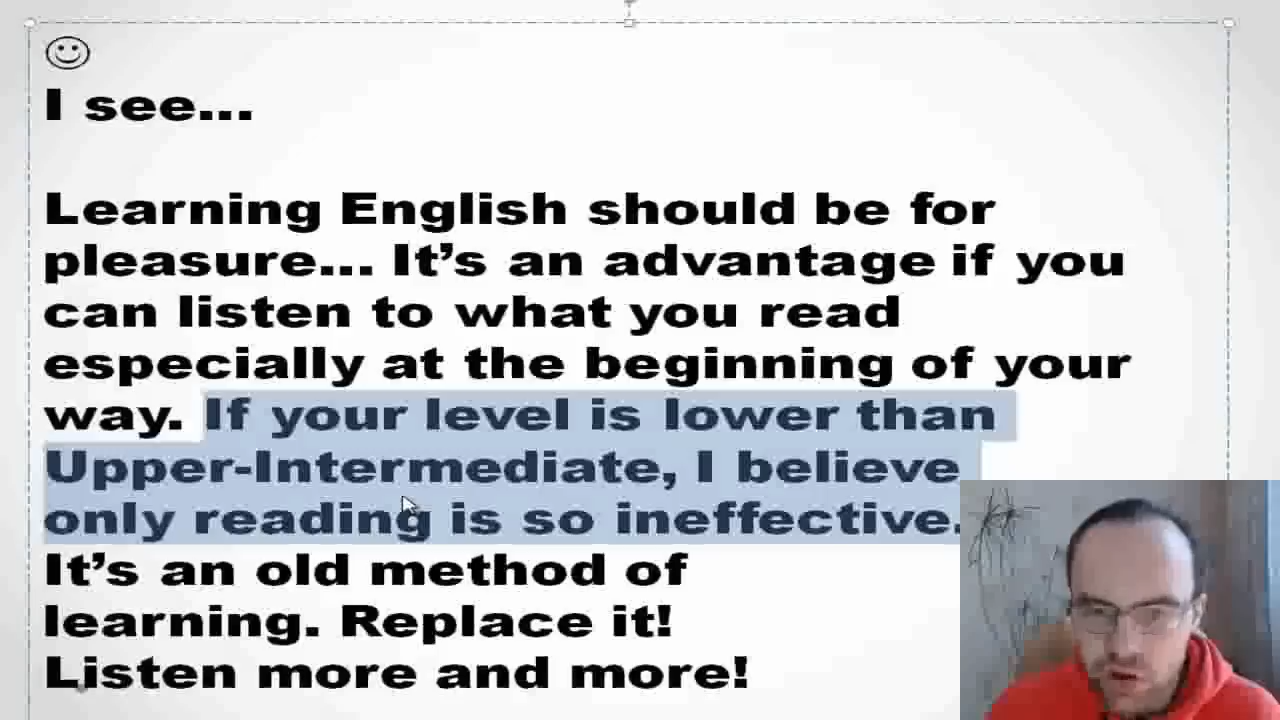 I see...
Learning English should be for
pleasure... It’s an advantage if you
can listen to what you read
especially at the beginning of your
way. If your level is lower than
Upper-Intermediate, I believe
only reading is so ineffective.
It’s an old method of
learning. Replace it!
Listen more and more!